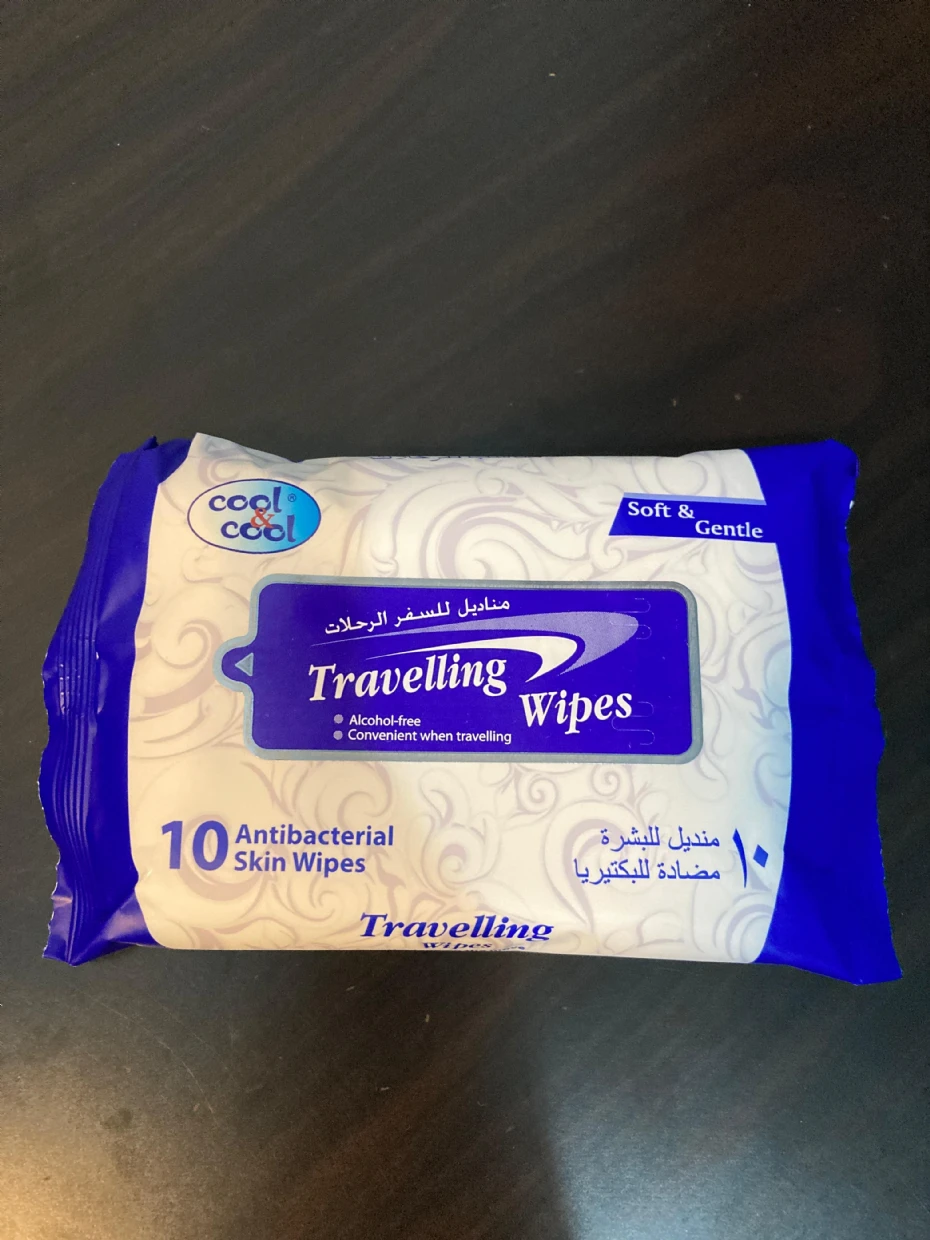 cool®
&
cool
Soft &
Gentle
مناديل للسفر الرحلات
Travelling
Wipes
Alcohol-free
Convenient when travelling
10 Antibacterial
Skin Wipes
١٠ منديل للبشرة
مضادة للبكتيريا
Travelling
Wipes